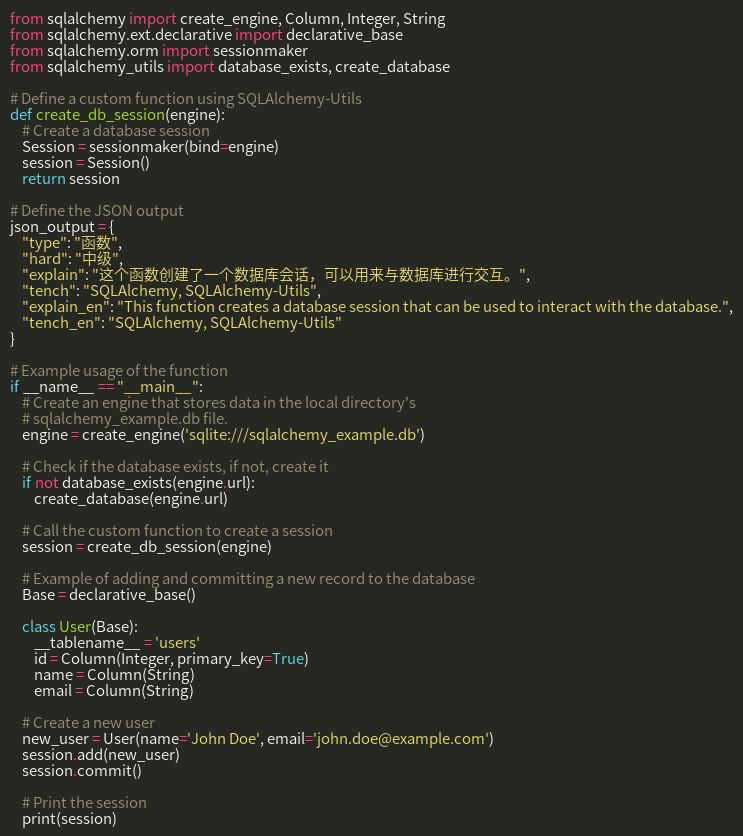 from sqlalchemy import create_engine, Column, Integer, String
from sqlalchemy.ext.declarative import declarative_base
from sqlalchemy.orm import sessionmaker
from sqlalchemy_utils import database_exists, create_database

# Define a custom function using SQLAlchemy-Utils
def create_db_session(engine):
    # Create a database session
    Session = sessionmaker(bind=engine)
    session = Session()
    return session

# Define the JSON output
json_output = {
    "type": "函数",
    "hard": "中级",
    "explain": "这个函数创建了一个数据库会话，可以用来与数据库进行交互。",
    "tench": "SQLAlchemy, SQLAlchemy-Utils",
    "explain_en": "This function creates a database session that can be used to interact with the database.",
    "tench_en": "SQLAlchemy, SQLAlchemy-Utils"
}

# Example usage of the function
if __name__ == "__main__":
    # Create an engine that stores data in the local directory's
    # sqlalchemy_example.db file.
    engine = create_engine('sqlite:///sqlalchemy_example.db')

    # Check if the database exists, if not, create it
    if not database_exists(engine.url):
        create_database(engine.url)

    # Call the custom function to create a session
    session = create_db_session(engine)

    # Example of adding and committing a new record to the database
    Base = declarative_base()

    class User(Base):
        __tablename__ = 'users'
        id = Column(Integer, primary_key=True)
        name = Column(String)
        email = Column(String)

    # Create a new user
    new_user = User(name='John Doe', email='john.doe@example.com')
    session.add(new_user)
    session.commit()

    # Print the session
    print(session)